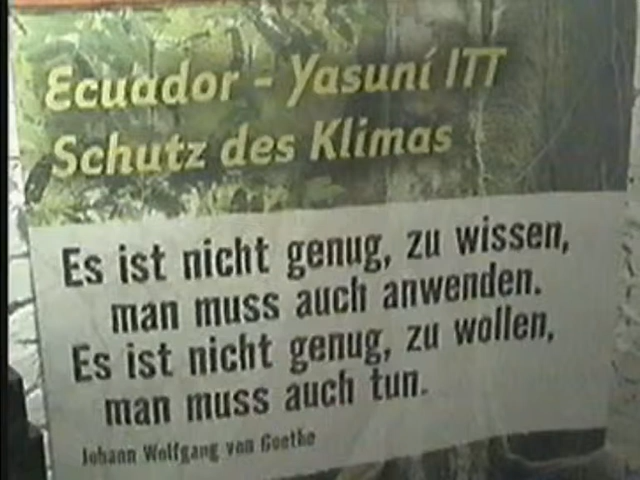 Ecuador - Yasuní ITT
Schutz des Klimas
Es ist nicht genug, zu wissen,
man muss auch anwenden.
Es ist nicht genug, zu wollen,
man muss auch tun.
Johann Wolfgang von Goethe